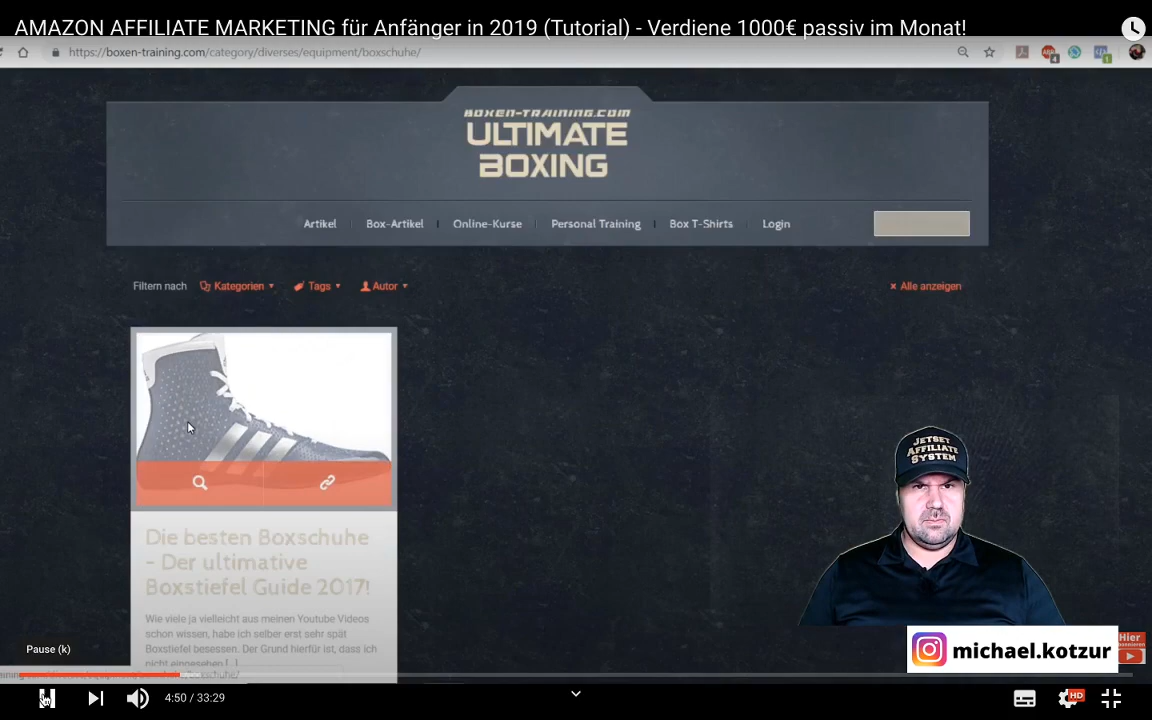 AMAZON AFFILIATE MARKETING für Anfänger in 2019 (Tutorial) - Verdiene 1000€ passiv im Monat!
https://boxen-training.com/category/diverses/equipment/boxschuhe/
BOXEN-TRAINING.COM
ULTIMATE
BOXING
Artikel Box-Artikel Online-Kurse Personal Training Box T-Shirts Login
Filtern nach Kategorien Tags Autor Alle anzeigen
JETSET
AFFILIATE
SYSTEM
Die besten Boxschuhe
- Der ultimative
Boxstiefel Guide 2017!
Wie viele ja vielleicht aus meinen Youtube Videos
schon wissen, habe ich selber erst sehr spät
Boxstiefel besessen. Der Grund hierfür ist, dass ich
nicht eingesehen [...]
michael.kotzur
Hier
Pause (k)
4:50 / 33:29
HD